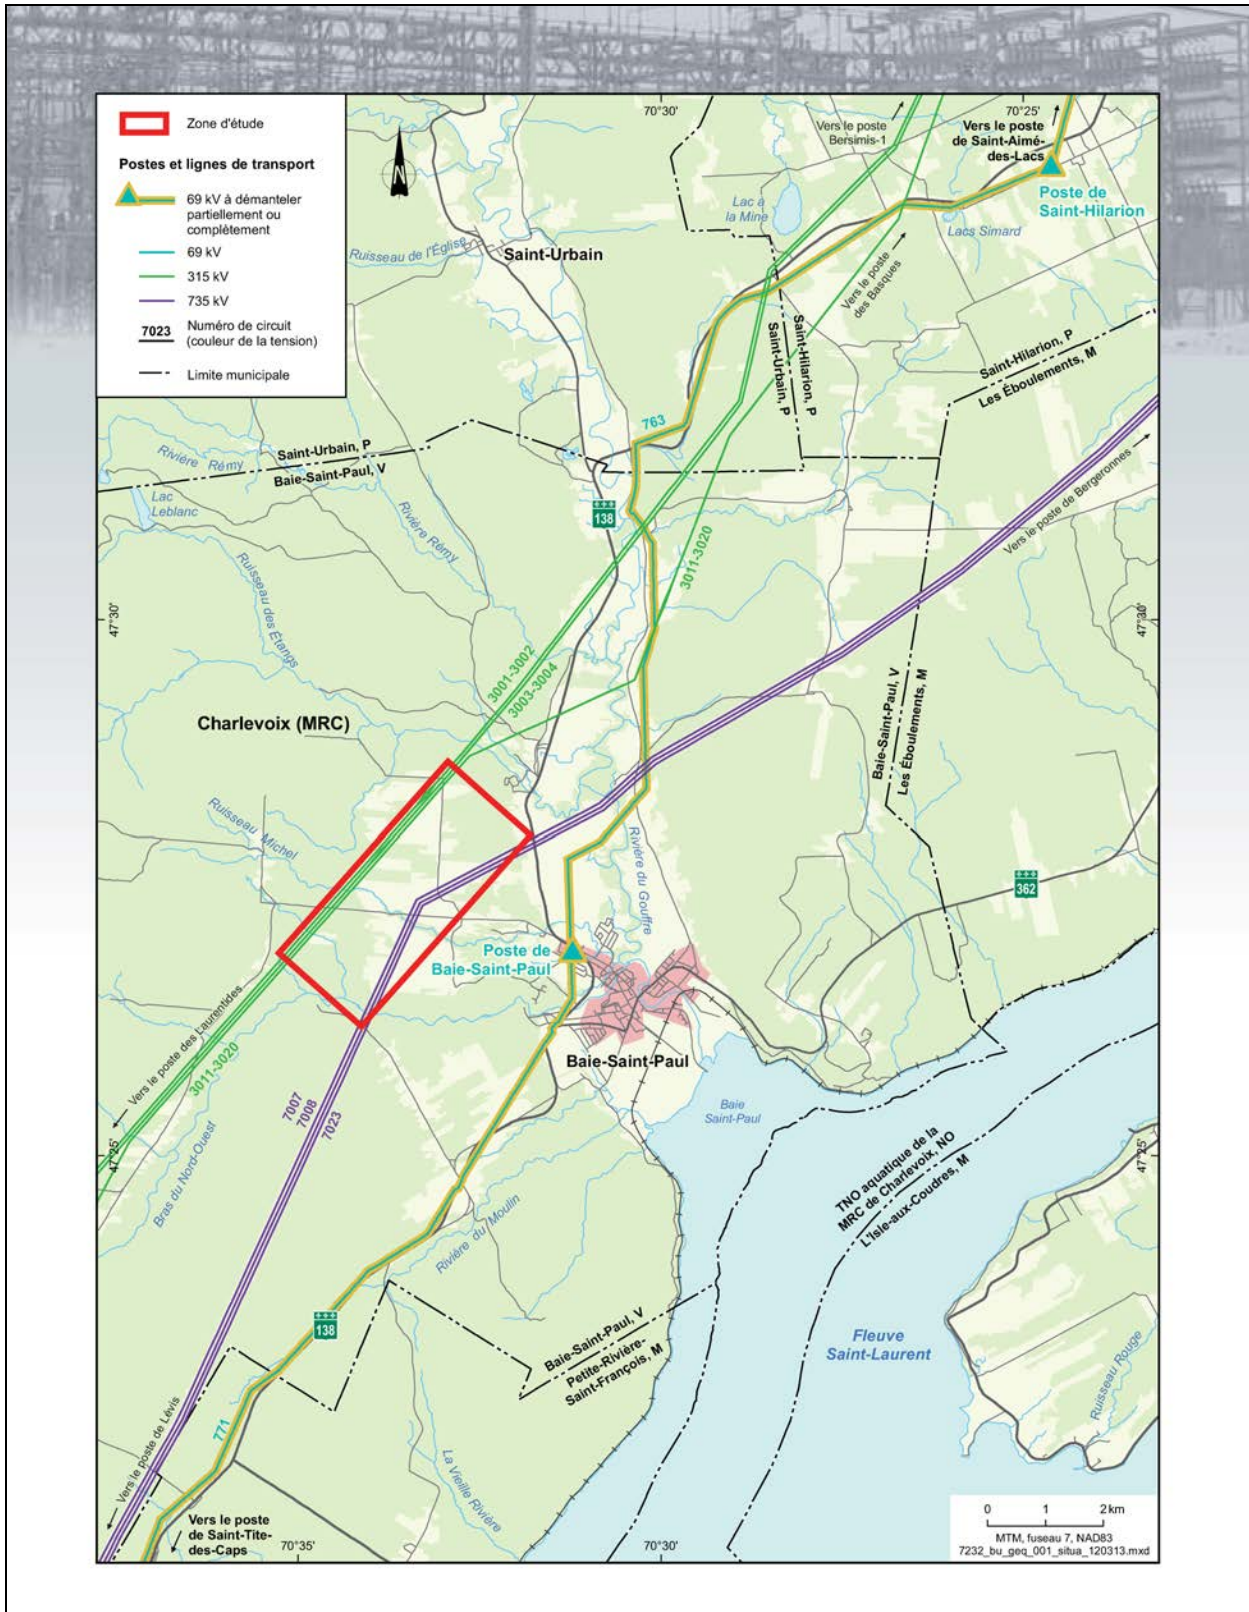 Zone d'étude
Postes et lignes de transport
69 kV à démanteler
partiellement ou
complètement
69 kV
315 kV
735 kV
7023
Numéro de circuit
(couleur de la tension)
Limite municipale
N
70°30'
70°25'
Vers le poste
Bersimis-1
Vers le poste
de Saint-Aimé-
des-Lacs
Poste de
Saint-Hilarion
Lac à
la Mine
Lacs Simard
Ruisseau de l'Église
Saint-Urbain
Vers le poste
des Basques
Saint-Hilarion, P
Saint-Urbain, P
Saint-Hilarion, P
Les Éboulements, M
763
Saint-Urbain, P
Baie-Saint-Paul, V
Rivière Rémy
Lac
Leblanc
Rivière Rémy
138
3011-3020
Vers le poste de Bergeronnes
Ruisseau des Étangs
47°30'
47°30'
3001-3002
3003-3004
Charlevoix (MRC)
Baie-Saint-Paul, V
Les Éboulements, M
Ruisseau Michel
Rivière du Gouffre
362
Poste de
Baie-Saint-Paul
Vers le poste des Laurentides
3011-3020
Baie-Saint-Paul
7007
7008
7023
Baie
Saint-Paul
47°25'
47°25'
Bras du Nord-Ouest
TNO aquatique de la
MRC de Charlevoix, NO
L'Isle-aux-Coudres, M
Rivière du Moulin
138
Baie-Saint-Paul, V
Petite-Rivière-
Saint-François, M
Fleuve
Saint-Laurent
Ruisseau Rouge
771
Vers le poste de Lévis
La Vieille Rivière
Vers le poste
de Saint-Tite-
des-Caps
70°35'
70°30'
0 1 2 km
MTM, fuseau 7, NAD83
7232_bu_geq_001_situa_120313.mxd